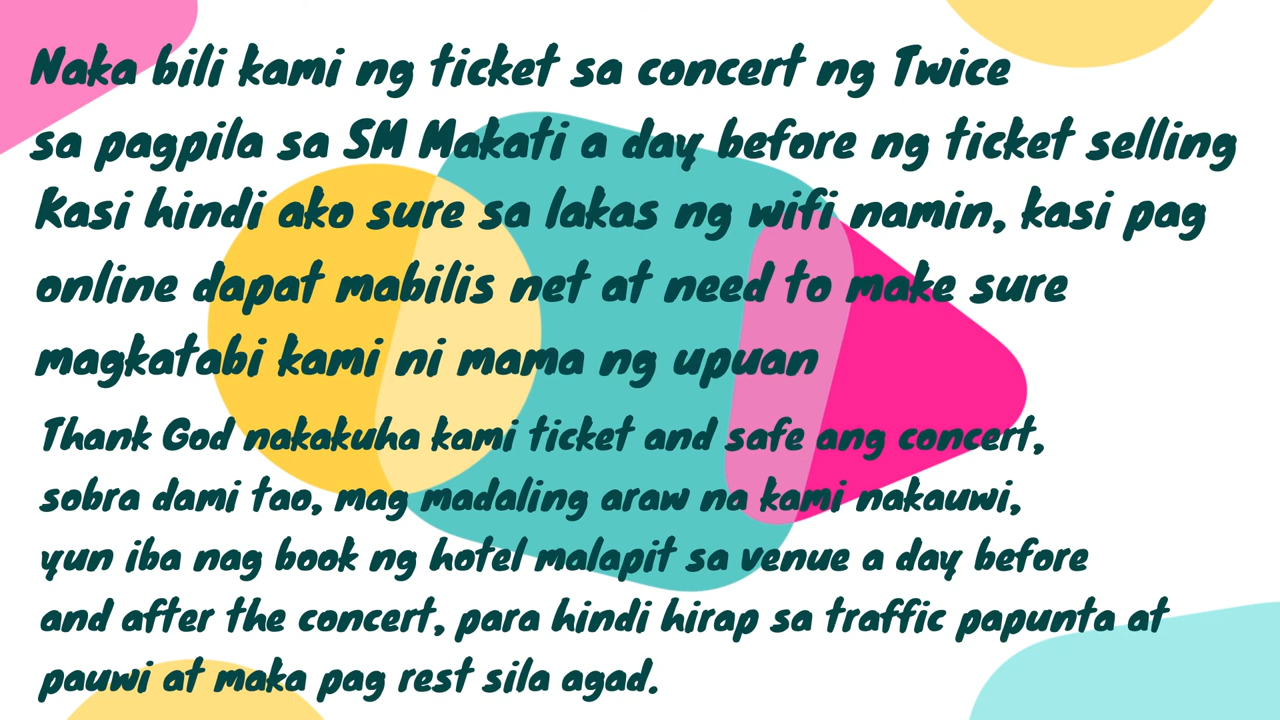 Naka bili kami ng ticket sa concert ng Twice
sa pagpila sa SM Makati a day before ng ticket selling
Kasi hindi ako sure sa lakas ng wifi namin, kasi pag
online dapat mabilis net at need to make sure
magkatabi kami ni mama ng upuan
Thank God nakakuha kami ticket and safe ang concert,
sobra dami tao, mag madaling araw na kami nakauwi,
yun iba nag book ng hotel malapit sa venue a day before
and after the concert, para hindi hirap sa traffic papunta at
pauwi at maka pag rest sila agad.